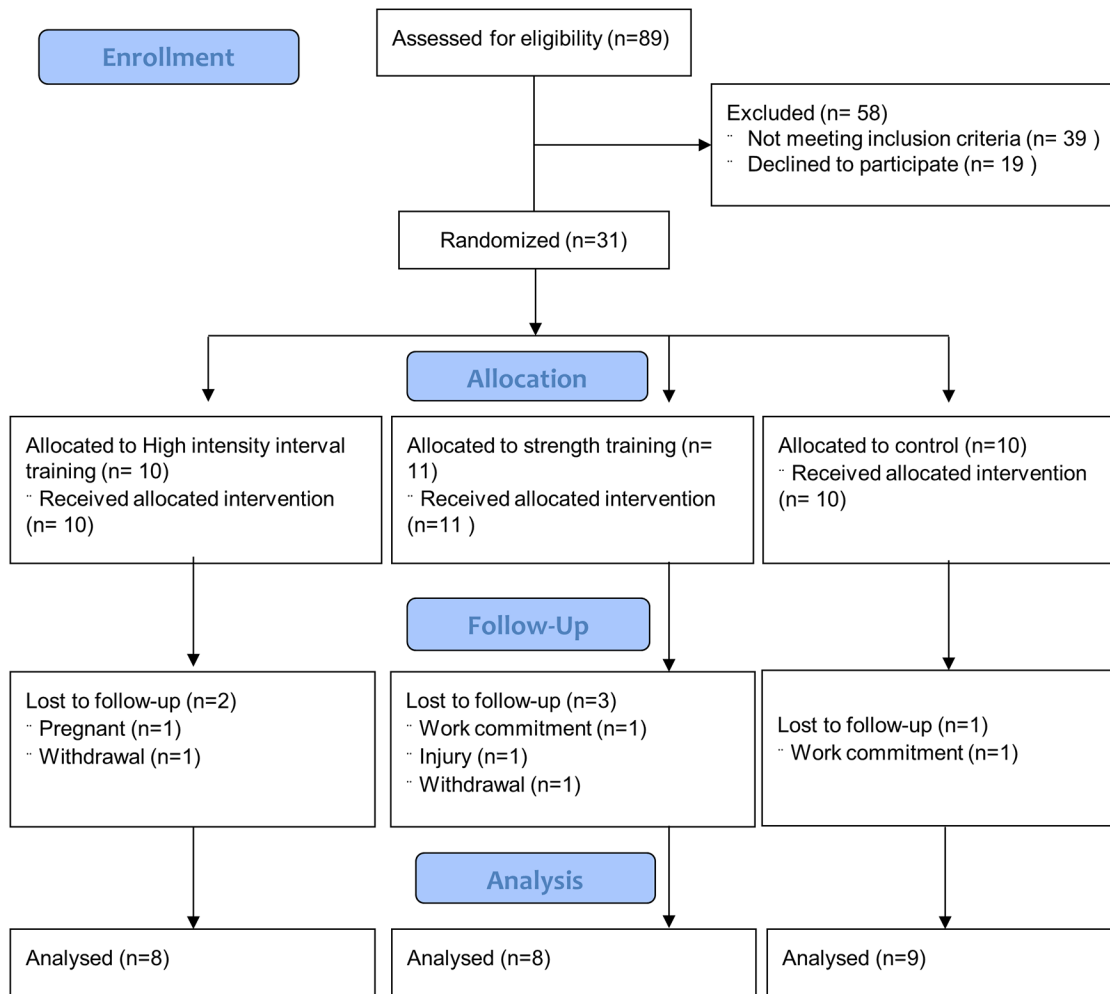 Enrollment
Assessed for eligibility (n=89)
Excluded (n= 58)
¨ Not meeting inclusion criteria (n= 39 )
¨ Declined to participate (n= 19 )
Randomized (n=31)
Allocation
Allocated to High intensity interval
training (n= 10)
¨ Received allocated intervention
(n= 10)
Allocated to strength training (n=
11)
¨ Received allocated intervention
(n=11 )
Allocated to control (n=10)
¨ Received allocated intervention
(n= 10)
Follow-Up
Lost to follow-up (n=2)
¨ Pregnant (n=1)
¨ Withdrawal (n=1)
Lost to follow-up (n=3)
¨ Work commitment (n=1)
¨ Injury (n=1)
¨ Withdrawal (n=1)
Lost to follow-up (n=1)
¨ Work commitment (n=1)
Analysis
Analysed (n=8)
Analysed (n=8)
Analysed (n=9)